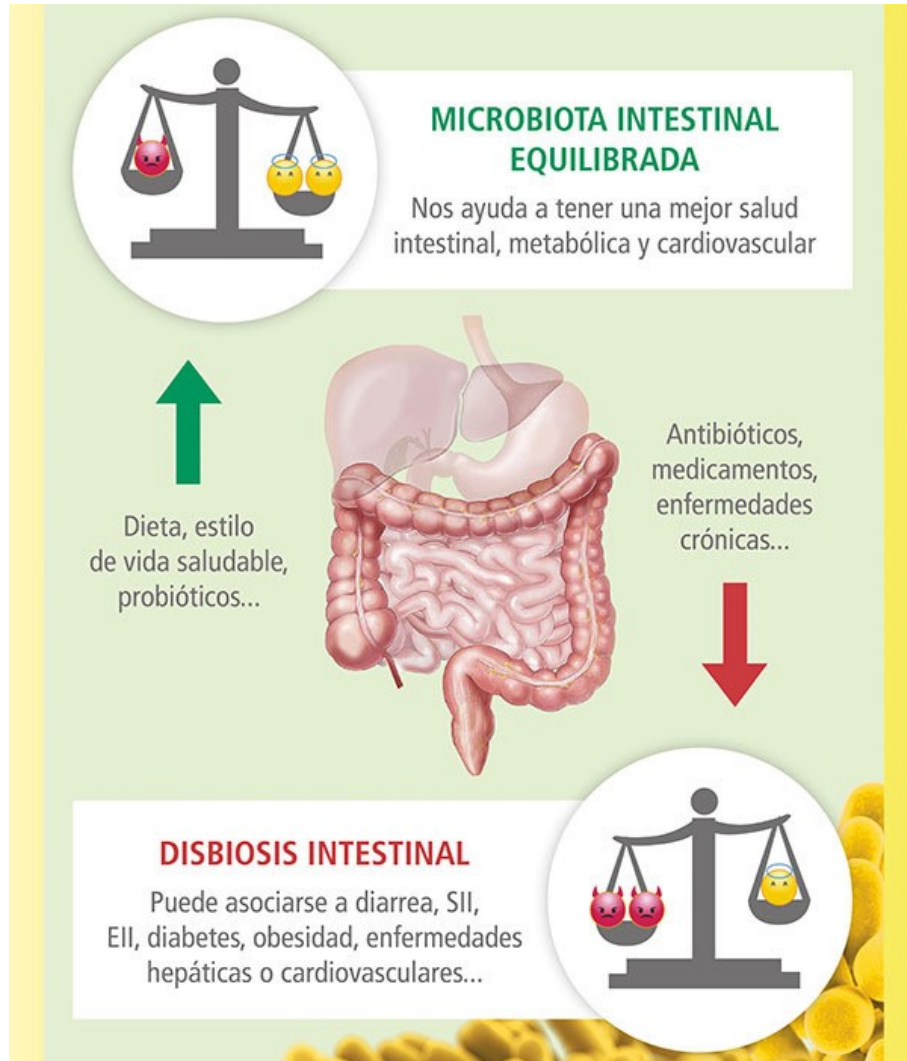 MICROBIOTA INTESTINAL
EQUILIBRADA
Nos ayuda a tener una mejor salud
intestinal, metabólica y cardiovascular
Dieta, estilo
de vida saludable,
probióticos...
Antibióticos,
medicamentos,
enfermedades
crónicas...
DISBIOSIS INTESTINAL
Puede asociarse a diarrea, SII,
EII, diabetes, obesidad, enfermedades
hepáticas o cardiovasculares...